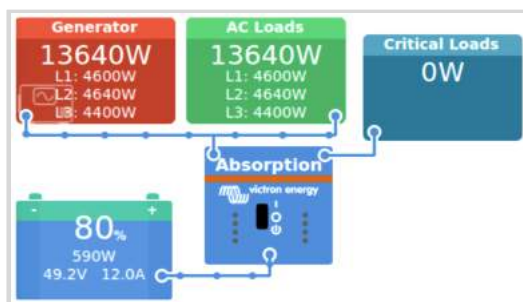 Generator
13640W
L1: 4600W
L2: 4640W
L3: 4400W
AC Loads
13640W
L1: 4600W
L2: 4640W
L3: 4400W
Critical Loads
0W
Absorption
victron energy
I
O
- +
80%
590W
49.2V 12.0A